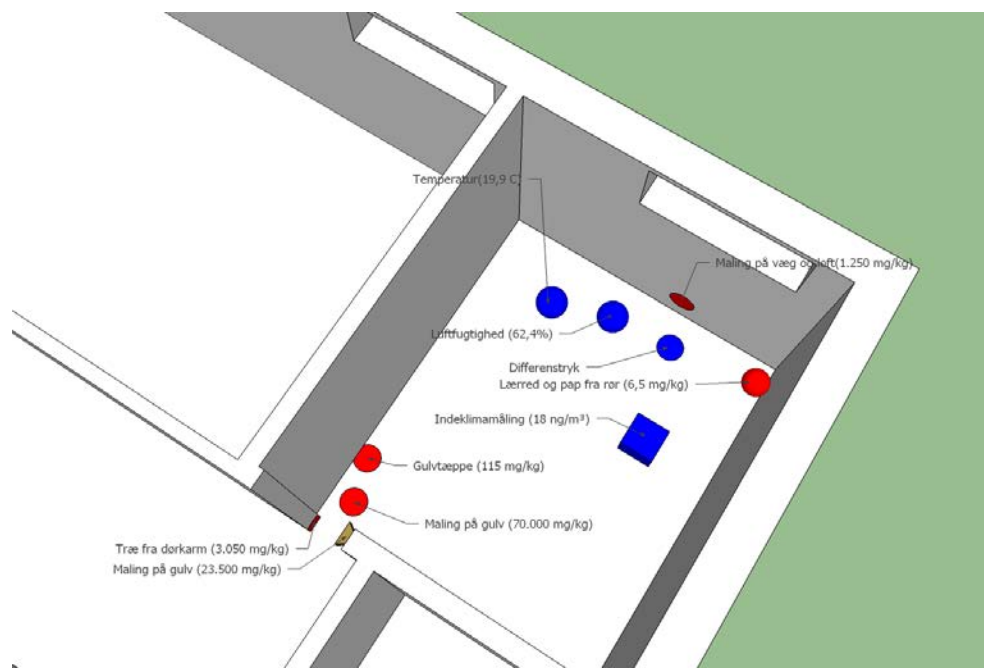 Temperatur(19,9 C)
Maling på væg og loft(1.250 mg/kg)
Luftfugtighed (62,4%)
Differenstryk
Lærred og pap fra rør (6,5 mg/kg)
Indeklimamåling (18 ng/m³)
Gulvtæppe (115 mg/kg)
Maling på gulv (70.000 mg/kg)
Træ fra dørkarm (3.050 mg/kg)
Maling på gulv (23.500 mg/kg)